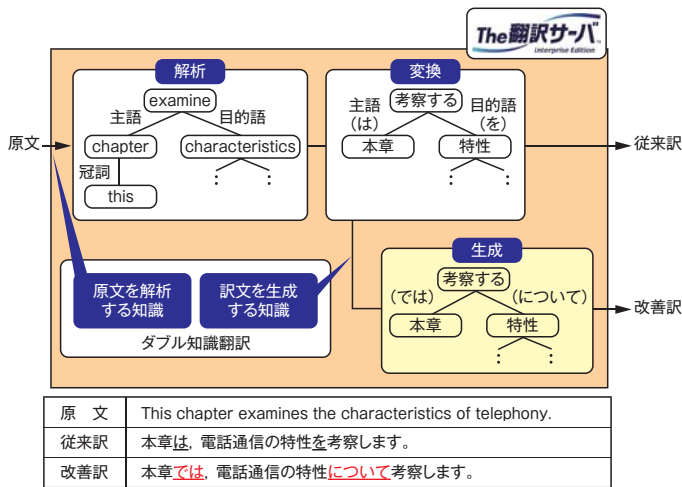 The翻訳サーバ™
Interprise Edition
解析
変換
examine
主語
目的語
chapter
characteristics
冠詞
this
考察する
主語
(は)
目的語
(を)
本章
特性
原文
従来訳
生成
考察する
(では)
(について)
本章
特性
改善訳
原文を解析
する知識
訳文を生成
する知識
ダブル知識翻訳
原 文 This chapter examines the characteristics of telephony.
従来訳 本章は, 電話通信の特性を考察します。
改善訳 本章では, 電話通信の特性について考察します。